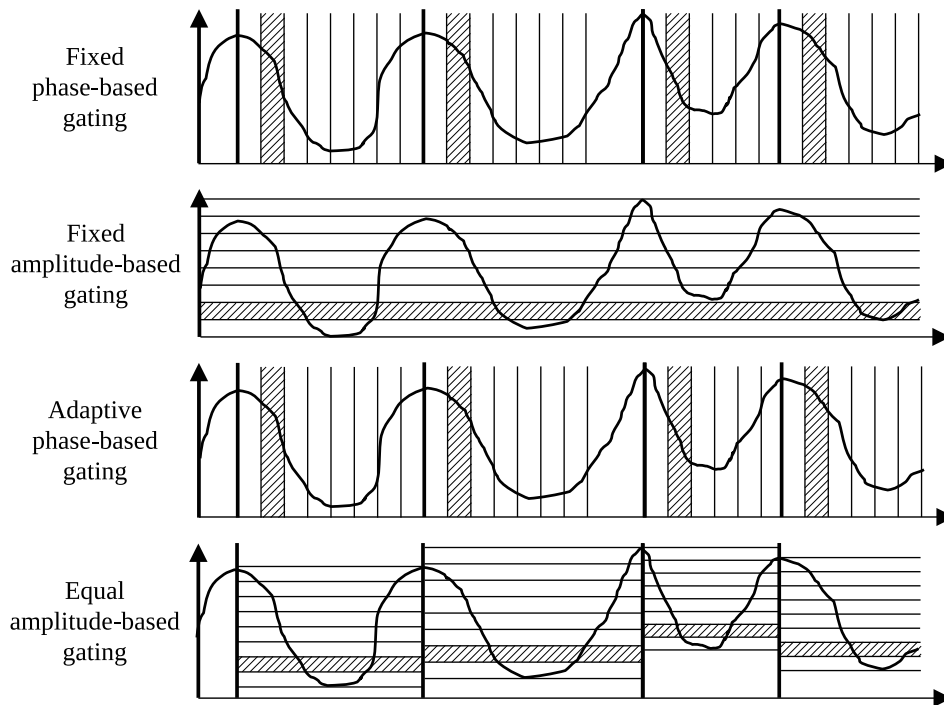 Fixed
phase-based
gating
Fixed
amplitude-based
gating
Adaptive
phase-based
gating
Equal
amplitude-based
gating